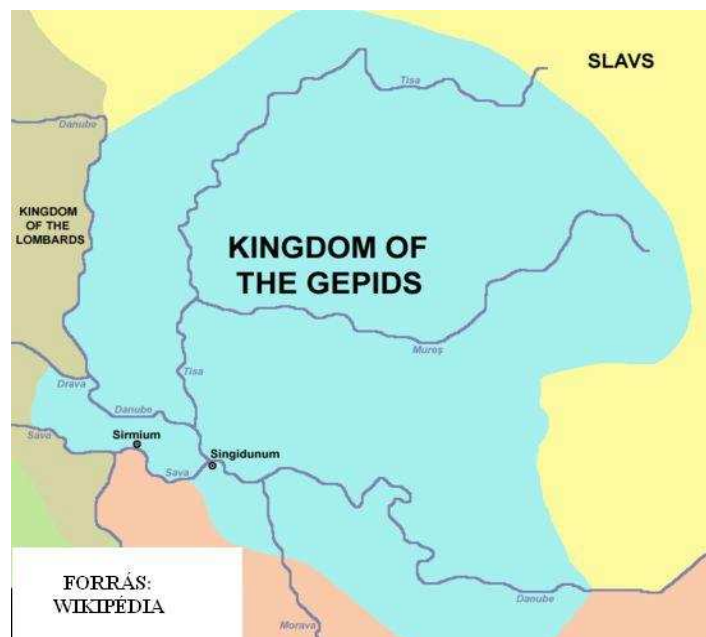 SLAVS
Tisa
Danube
KINGDOM
OF THE
LOMBARDS
KINGDOM OF
THE GEPIDS
Mureș
Tisa
Drava
Danube
Sava
Sirmium
Singidunum
Sava
FORRÁS:
WIKIPÉDIA
Danube
Morava